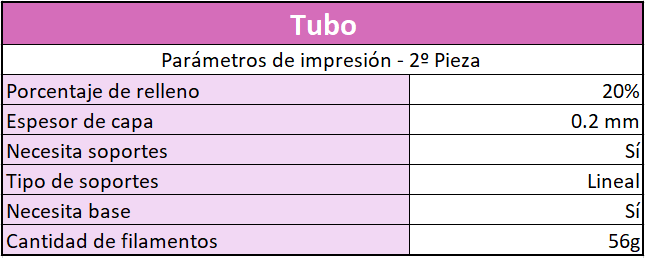 Tubo
Parámetros de impresión - 2º Pieza
Porcentaje de relleno 20%
Espesor de capa 0.2 mm
Necesita soportes Sí
Tipo de soportes Lineal
Necesita base Sí
Cantidad de filamentos 56g